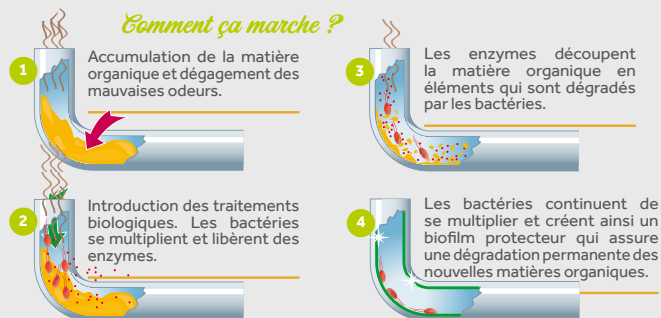 Comment ça marche ?
1
Accumulation de la matière
organique et dégagement des
mauvaises odeurs.
2
Introduction des traitements
biologiques. Les bactéries
se multiplient et libèrent des
enzymes.
3
Les enzymes découpent
la matière organique en
éléments qui sont dégradés
par les bactéries.
4
Les bactéries continuent de
se multiplier et créent ainsi un
biofilm protecteur qui assure
une dégradation permanente des
nouvelles matières organiques.